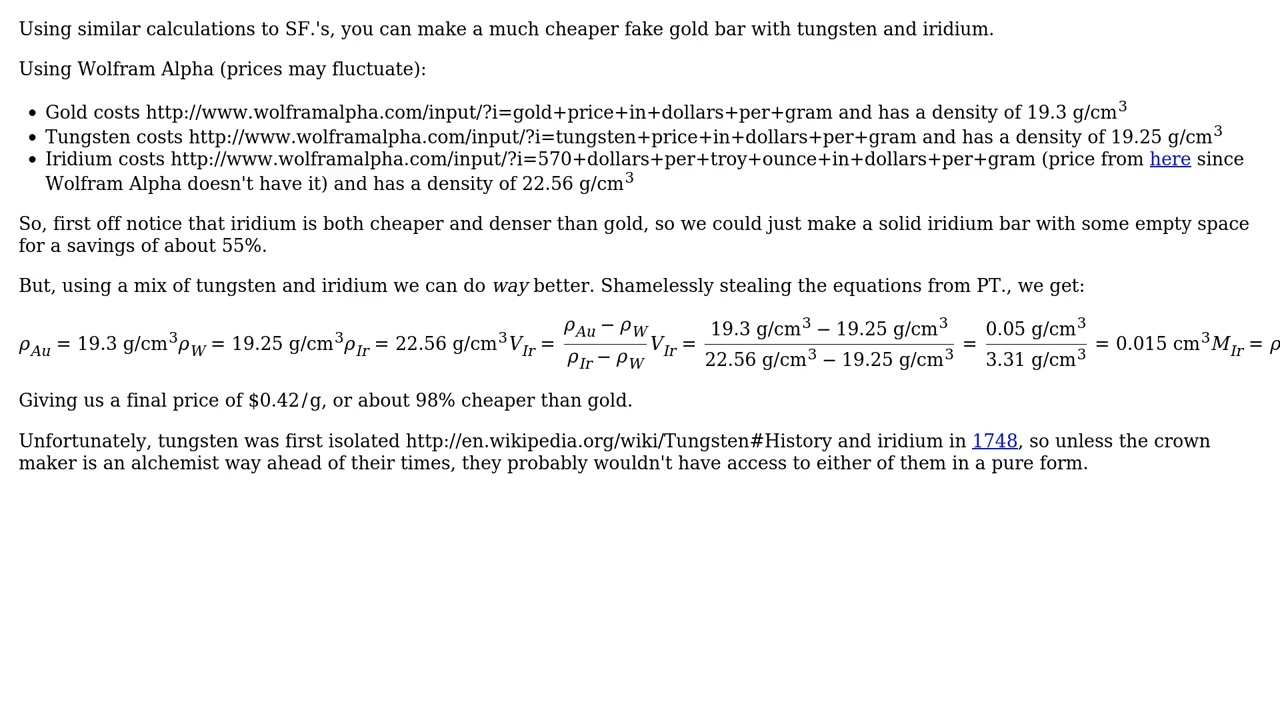 Using similar calculations to SF.'s, you can make a much cheaper fake gold bar with tungsten and iridium.
Using Wolfram Alpha (prices may fluctuate):
• Gold costs http://www.wolframalpha.com/input/?i=gold+price+in+dollars+per+gram and has a density of 19.3 g/cm³
• Tungsten costs http://www.wolframalpha.com/input/?i=tungsten+price+in+dollars+per+gram and has a density of 19.25 g/cm³
• Iridium costs http://www.wolframalpha.com/input/?i=570+dollars+per+troy+ounce+in+dollars+per+gram (price from here since
Wolfram Alpha doesn't have it) and has a density of 22.56 g/cm³
So, first off notice that iridium is both cheaper and denser than gold, so we could just make a solid iridium bar with some empty space
for a savings of about 55%.
But, using a mix of tungsten and iridium we can do way better. Shamelessly stealing the equations from PT., we get:
ρ_Au = 19.3 g/cm³ρ_W = 19.25 g/cm³ρ_Ir = 22.56 g/cm³V_Ir = (ρ_Au − ρ_W)/(ρ_Ir − ρ_W) V_Ir = (19.3 g/cm³ − 19.25 g/cm³)/(22.56 g/cm³ − 19.25 g/cm³) = (0.05 g/cm³)/(3.31 g/cm³) = 0.015 cm³M_Ir = ρ
Giving us a final price of $0.42/g, or about 98% cheaper than gold.
Unfortunately, tungsten was first isolated http://en.wikipedia.org/wiki/Tungsten#History and iridium in 1748, so unless the crown
maker is an alchemist way ahead of their times, they probably wouldn't have access to either of them in a pure form.